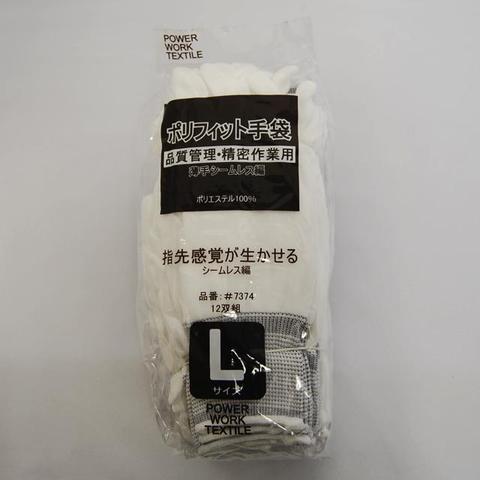 POWER
WORK
TEXTILE
ポリフィット手袋
品質管理・精密作業用
薄手シームレス編
ポリエステル100%
指先感覚が生かせる
シームレス編
品番:#7374
12双組
L
サイズ
POWER
WORK
TEXTILE